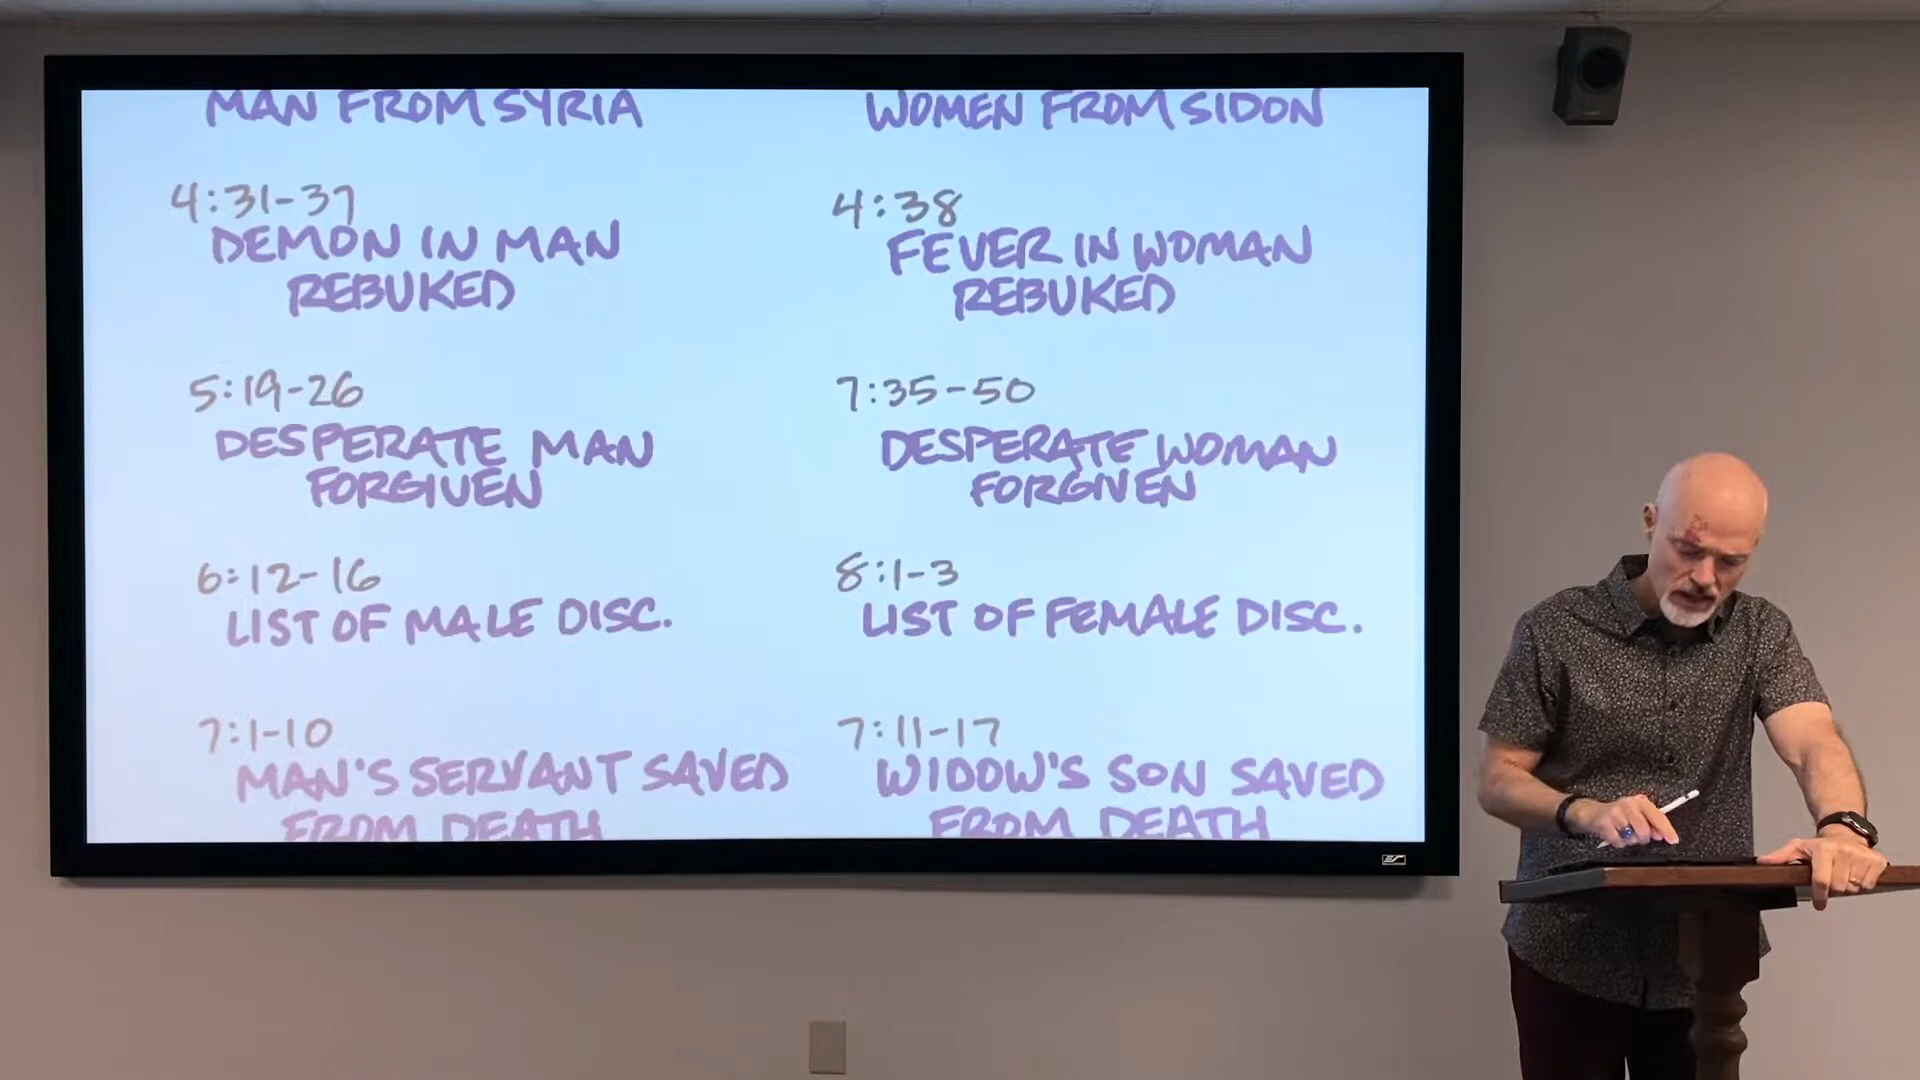 MAN FROM SYRIA
WOMEN FROM SIDON
4:31-37
DEMON IN MAN
REBUKED
4:38
FEVER IN WOMAN
REBUKED
5:19-26
DESPERATE MAN
FORGIVEN
7:35-50
DESPERATE WOMAN
FORGIVEN
6:12-16
LIST OF MALE DISC.
8:1-3
LIST OF FEMALE DISC.
7:1-10
MAN'S SERVANT SAVED
FROM DEATH
7:11-17
WIDOW'S SON SAVED
FROM DEATH